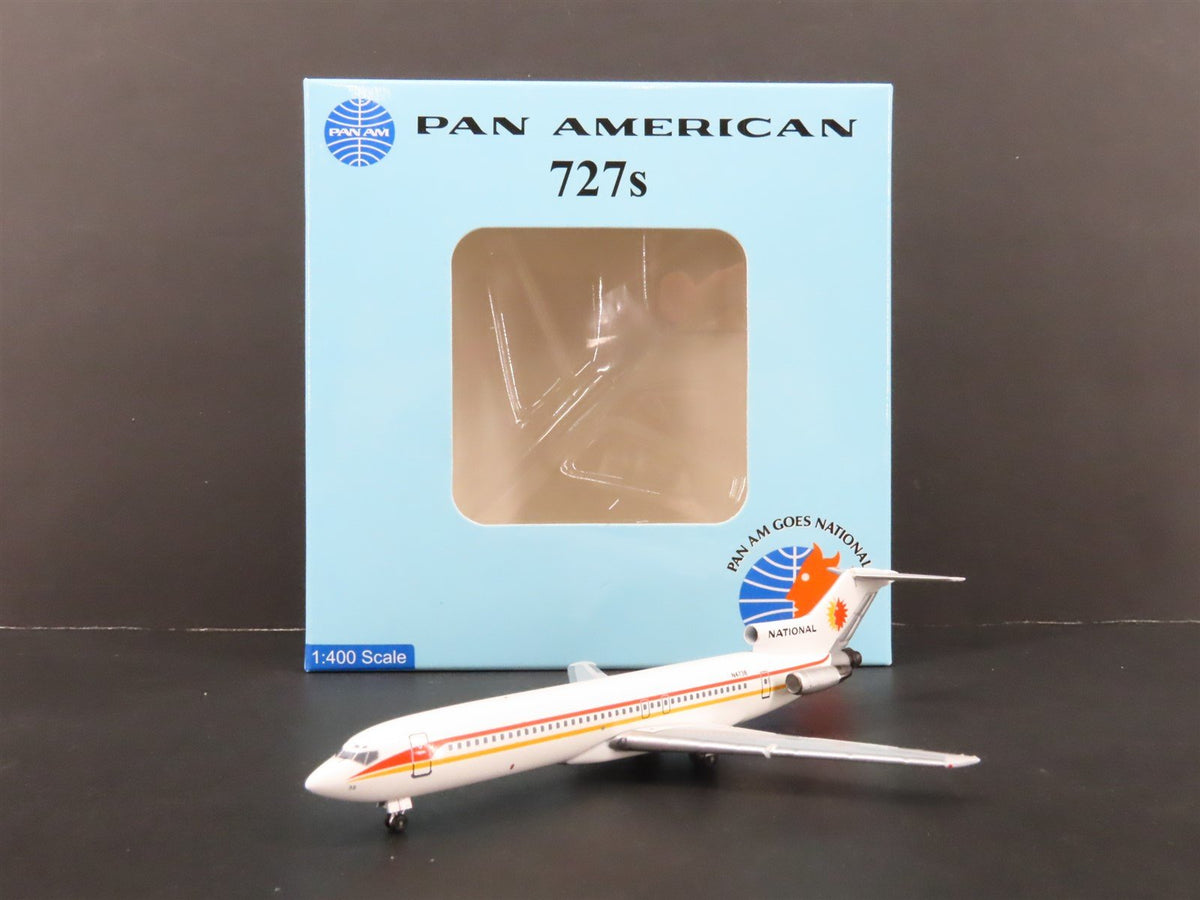 PAN AM
PAN AMERICAN
727s
PAN AM GOES NATIONAL
NATIONAL
1:400 Scale